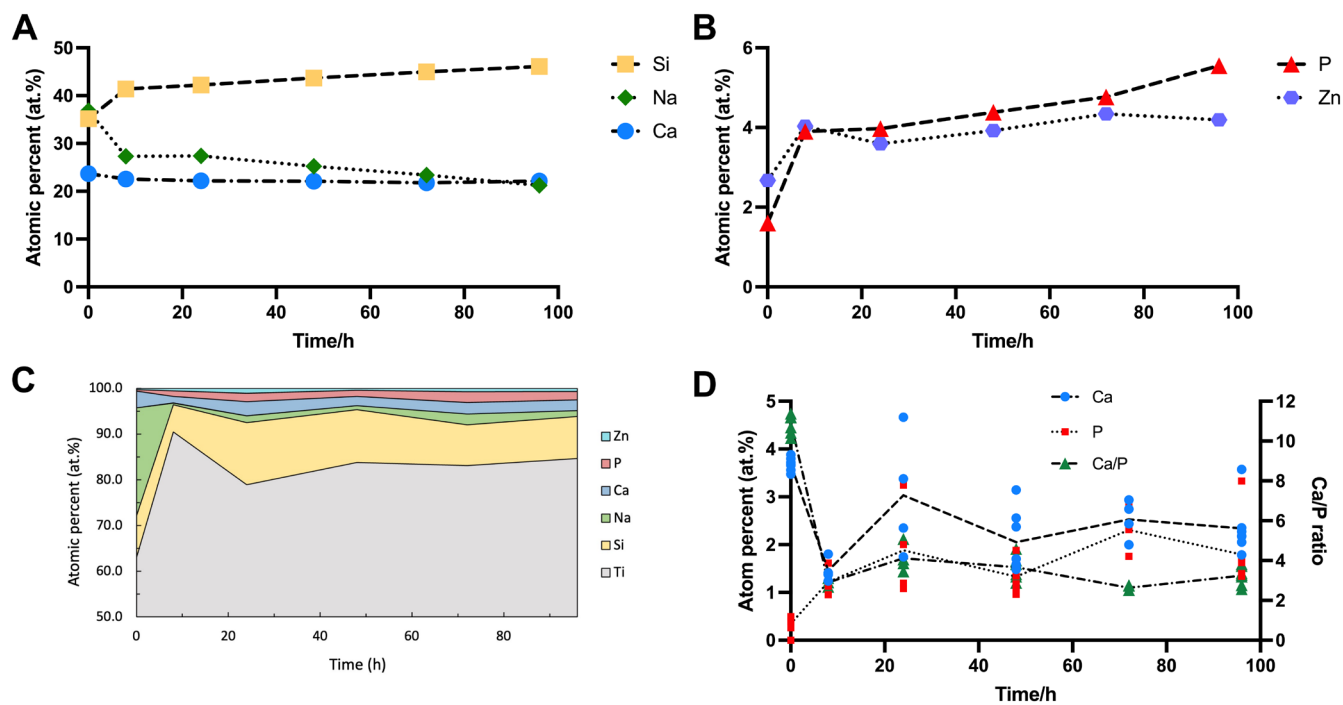 A
Atomic percent (at.%)
50
40
30
20
10
0
0 20 40 60 80 100
Time/h
Si
Na
Ca
B
Atomic percent (at.%)
6
4
2
0
0 20 40 60 80 100
Time/h
P
Zn
C
Atomic percent (at.%)
100.0
90.0
80.0
70.0
60.0
50.0
0 20 40 60 80
Time (h)
Zn
P
Ca
Na
Si
Ti
D
Atom percent (at.%)
5
4
3
2
1
0
0 20 40 60 80 100
Time/h
Ca
P
Ca/P
12
10
8
6
4
2
0
Ca/P ratio